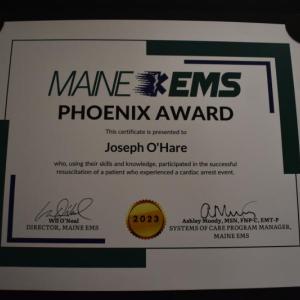 MAINE EMS
PHOENIX AWARD
This certificate is presented to
Joseph O'Hare
who, using their skills and knowledge, participated in the successful
resuscitation of a patient who experienced a cardiac arrest event.
Will O'Neal
DIRECTOR, MAINE EMS
2023
Ashley Moody, MSN, FNP-C, EMT-P
SYSTEMS OF CARE PROGRAM MANAGER,
MAINE EMS